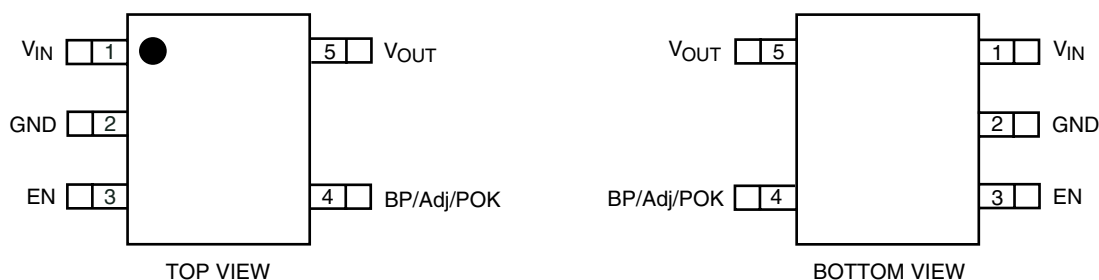 VIN 1 5 VOUT
GND 2
EN 3 4 BP/Adj/POK
TOP VIEW
VOUT 5 1 VIN
2 GND
BP/Adj/POK 4 3 EN
BOTTOM VIEW